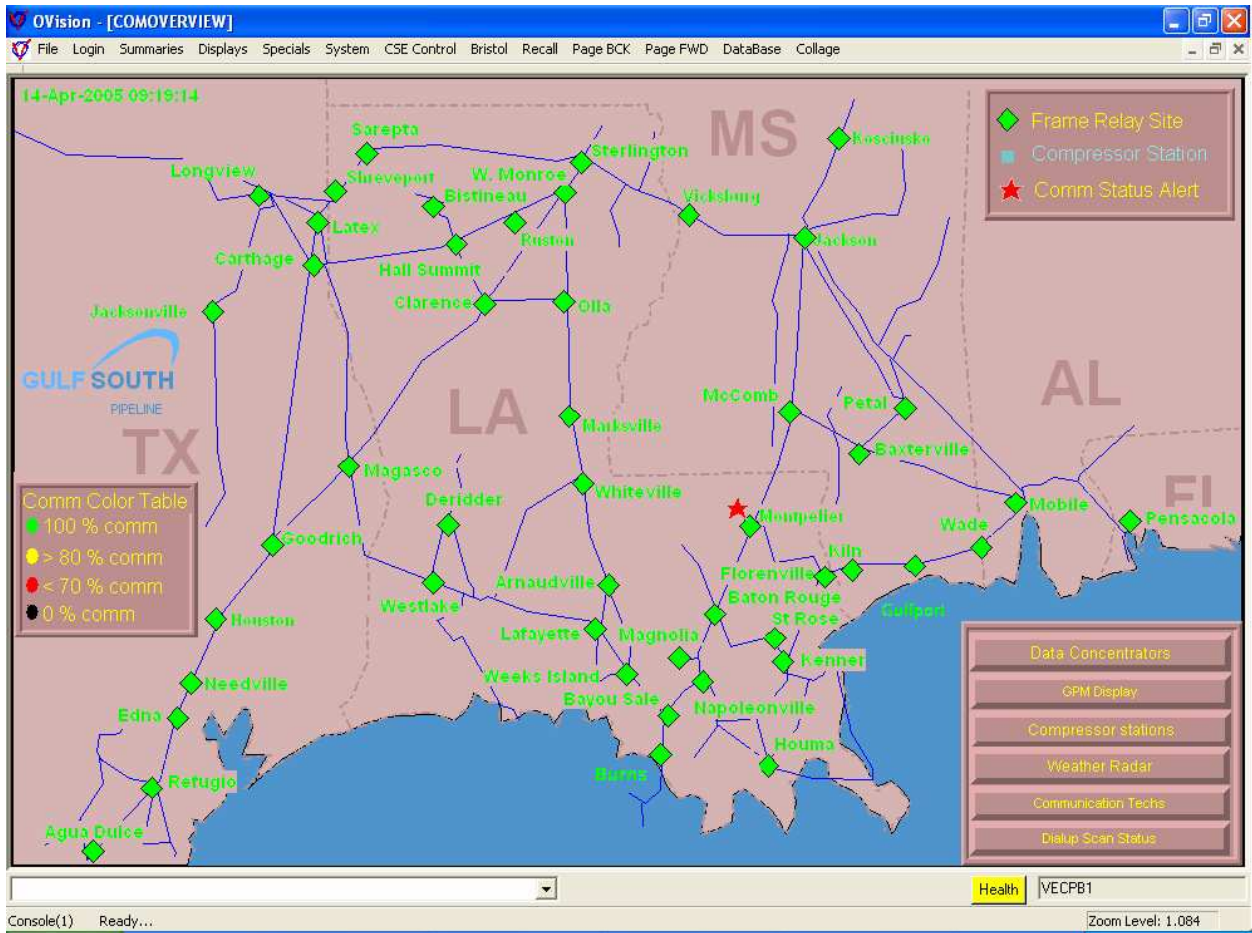 OVision - [COMOVERVIEW]
File Login Summaries Displays Specials System CSE Control Bristol Recall Page BCK Page FWD DataBase Collage
14-Apr-2005 09:19:14
MS
Frame Relay Site
Compressor Station
Comm Status Alert
Sarepta
Kosciusko
Sterlington
Longview
Shreveport
W. Monroe
Bistineau
Vicksburg
Latex
Ruston
Jackson
Carthage
Hall Summit
Clarence
Olla
Jacksonville
GULF SOUTH
PIPELINE
TX
LA
AL
McComb
Petal
Marksville
Baxterville
Magasco
Whiteville
FL
Comm Color Table
100 % comm
> 80 % comm
< 70 % comm
0 % comm
Deridder
Montpelier
Mobile
Pensacola
Wade
Goodrich
Kiln
Arnaudville
Florenville
Westlake
Baton Rouge
Gulfport
Houston
St Rose
Lafayette
Magnolia
Kenner
Weeks Island
Needville
Bayou Sale
Napoleonville
Edna
Houma
Burns
Refugio
Agua Dulce
Data Concentrators
GPM Display
Compressor stations
Weather Radar
Communication Techs
Dialup Scan Status
Health
VECPB1
Console(1) Ready...
Zoom Level: 1.084